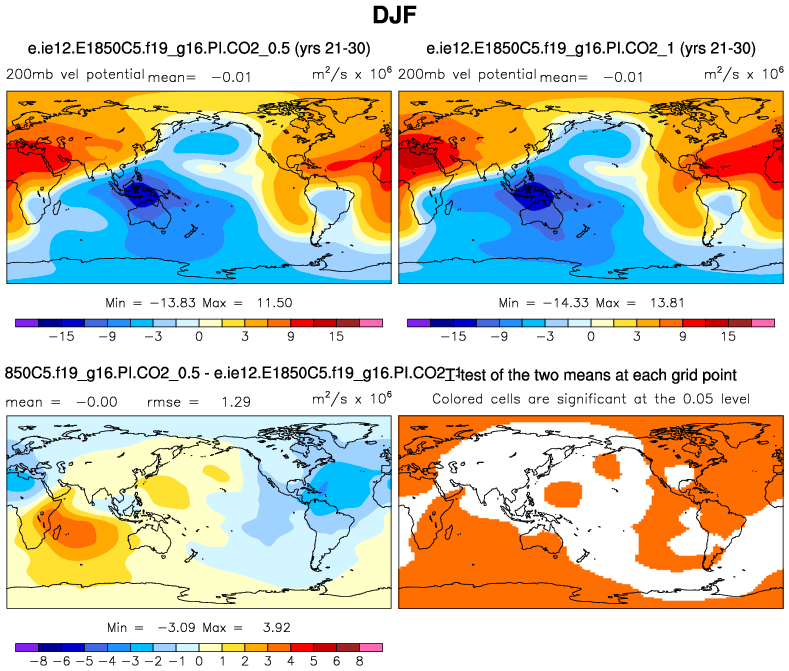 DJF
e.ie12.E1850C5.f19_g16.PI.CO2_0.5 (yrs 21-30)
200mb vel potential mean= -0.01 m²/s x 10⁶
Min = -13.83 Max = 11.50
-15 -9 -3 -1 0 1 3 9 15
e.ie12.E1850C5.f19_g16.PI.CO2_1 (yrs 21-30)
200mb vel potential mean= -0.01 m²/s x 10⁶
Min = -14.33 Max = 13.81
-15 -9 -3 -1 0 1 3 9 15
850C5.f19_g16.PI.CO2_0.5 - e.ie12.E1850C5.f19_g16.PI.CO2_1
mean = -0.00 rmse = 1.29 m²/s x 10⁶
Min = -3.09 Max = 3.92
-8 -6 -5 -4 -3 -2 -1 0 1 2 3 4 5 6 8
T-test of the two means at each grid point
Colored cells are significant at the 0.05 level